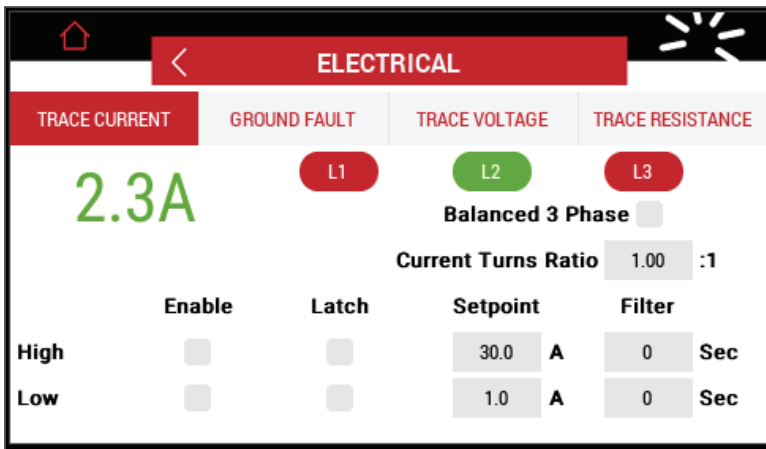 ELECTRICAL
TRACE CURRENT GROUND FAULT TRACE VOLTAGE TRACE RESISTANCE
2.3A L1 L2 L3
Balanced 3 Phase
Current Turns Ratio 1.00 :1
Enable Latch Setpoint Filter
High 30.0 A 0 Sec
Low 1.0 A 0 Sec